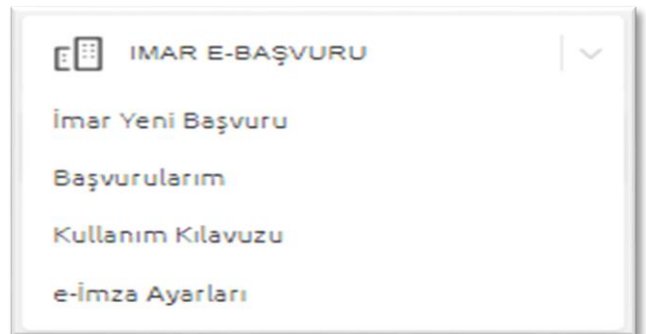 IMAR E-BAŞVURU
İmar Yeni Başvuru
Başvurularım
Kullanım Kılavuzu
e-İmza Ayarları